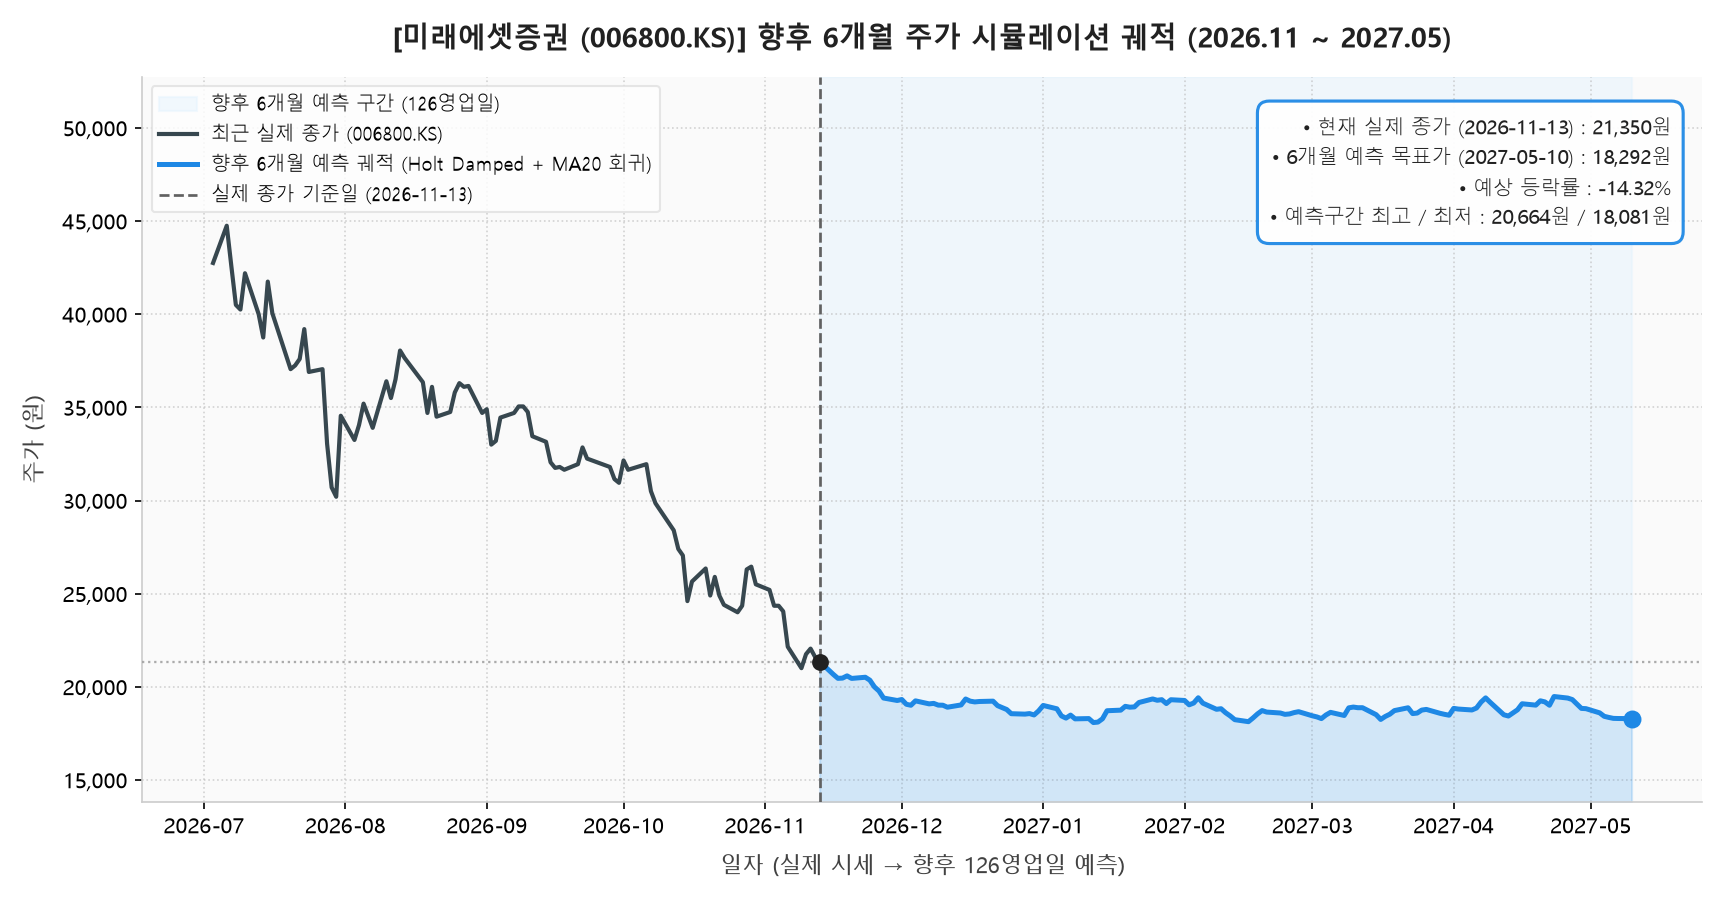 [미래에셋증권 (006800.KS)] 향후 6개월 주가 시뮬레이션 궤적 (2026.11 ~ 2027.05)
향후 6개월 예측 구간 (126영업일)
최근 실제 종가 (006800.KS)
향후 6개월 예측 궤적 (Holt Damped + MA20 회귀)
실제 종가 기준일 (2026-11-13)
• 현재 실제 종가 (2026-11-13) : 21,350원
• 6개월 예측 목표가 (2027-05-10) : 18,292원
• 예상 등락률 : -14.32%
• 예측구간 최고 / 최저 : 20,664원 / 18,081원
주가 (원)
50,000
45,000
40,000
35,000
30,000
25,000
20,000
15,000
2026-07 2026-08 2026-09 2026-10 2026-11 2026-12 2027-01 2027-02 2027-03 2027-04 2027-05
일자 (실제 시세 → 향후 126영업일 예측)